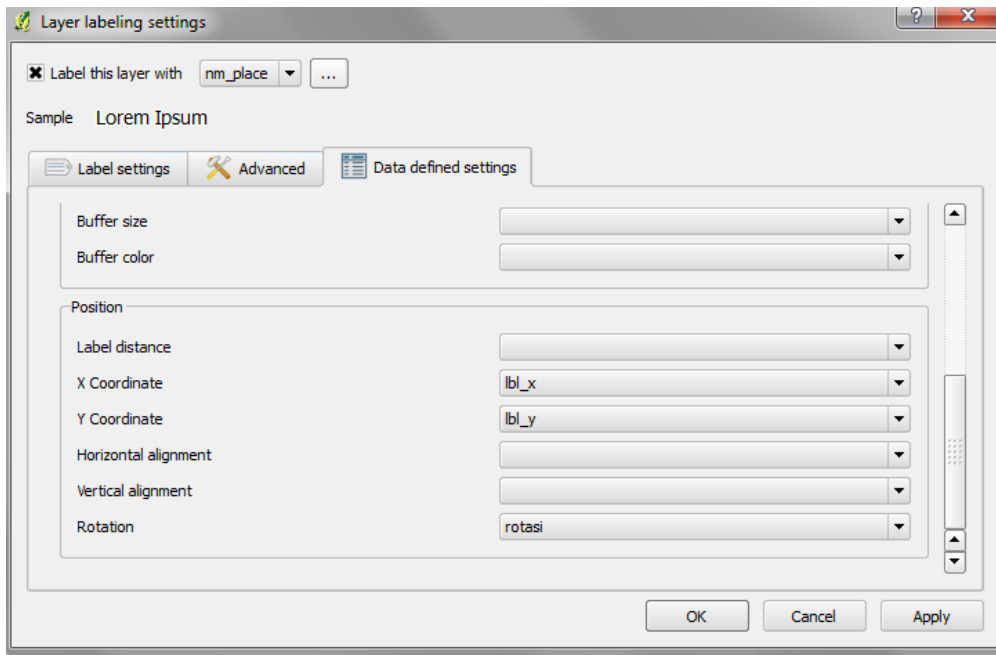 Layer labeling settings
Label this layer with nm_place ...
Sample Lorem Ipsum
Label settings Advanced Data defined settings
Buffer size
Buffer color
Position
Label distance
X Coordinate lbl_x
Y Coordinate lbl_y
Horizontal alignment
Vertical alignment
Rotation rotasi
OK Cancel Apply